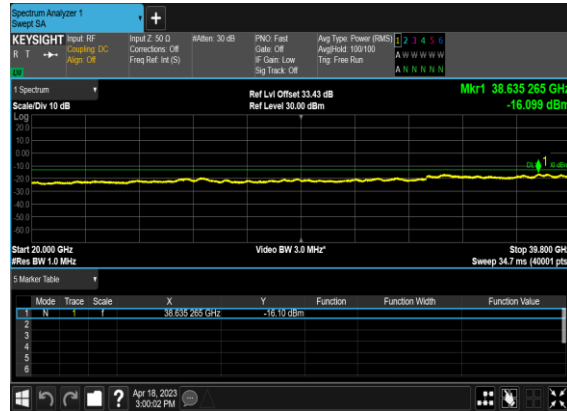 Spectrum Analyzer 1
Swept SA
+
KEYSIGHT
R T
Input: RF
Coupling: DC
Align: Off
Input Z: 50 Ω
Corrections: Off
Freq Ref: Int (S)
#Atten: 30 dB
PNO: Fast
Gate: Off
IF Gain: Low
Sig Track: Off
Avg Type: Power (RMS)
Avg|Hold: 100/100
Trig: Free Run
1 2 3 4 5 6
A W W W W W
A N N N N N
1 Spectrum
Scale/Div 10 dB
Ref Lvl Offset 33.43 dB
Ref Level 30.00 dBm
Mkr1 38.635 265 GHz
-16.099 dBm
Log
20.0
10.0
0.00
-10.0
-20.0
-30.0
-40.0
-50.0
-60.0
1
Start 20.000 GHz
#Res BW 1.0 MHz
Video BW 3.0 MHz*
Stop 39.800 GHz
Sweep 34.7 ms (40001 pts)
5 Marker Table
Mode Trace Scale X Y Function Function Width Function Value
1 N 1 f 38.635 265 GHz -16.10 dBm
2
3
4
5
6
? Apr 18, 2023
3:00:02 PM